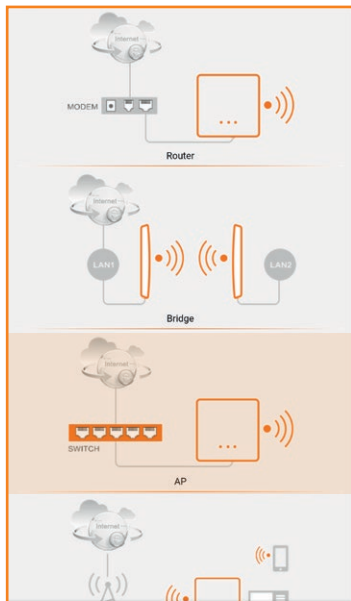 Internet
MODEM
Router
Internet
LAN1
LAN2
Bridge
Internet
SWITCH
AP
Internet